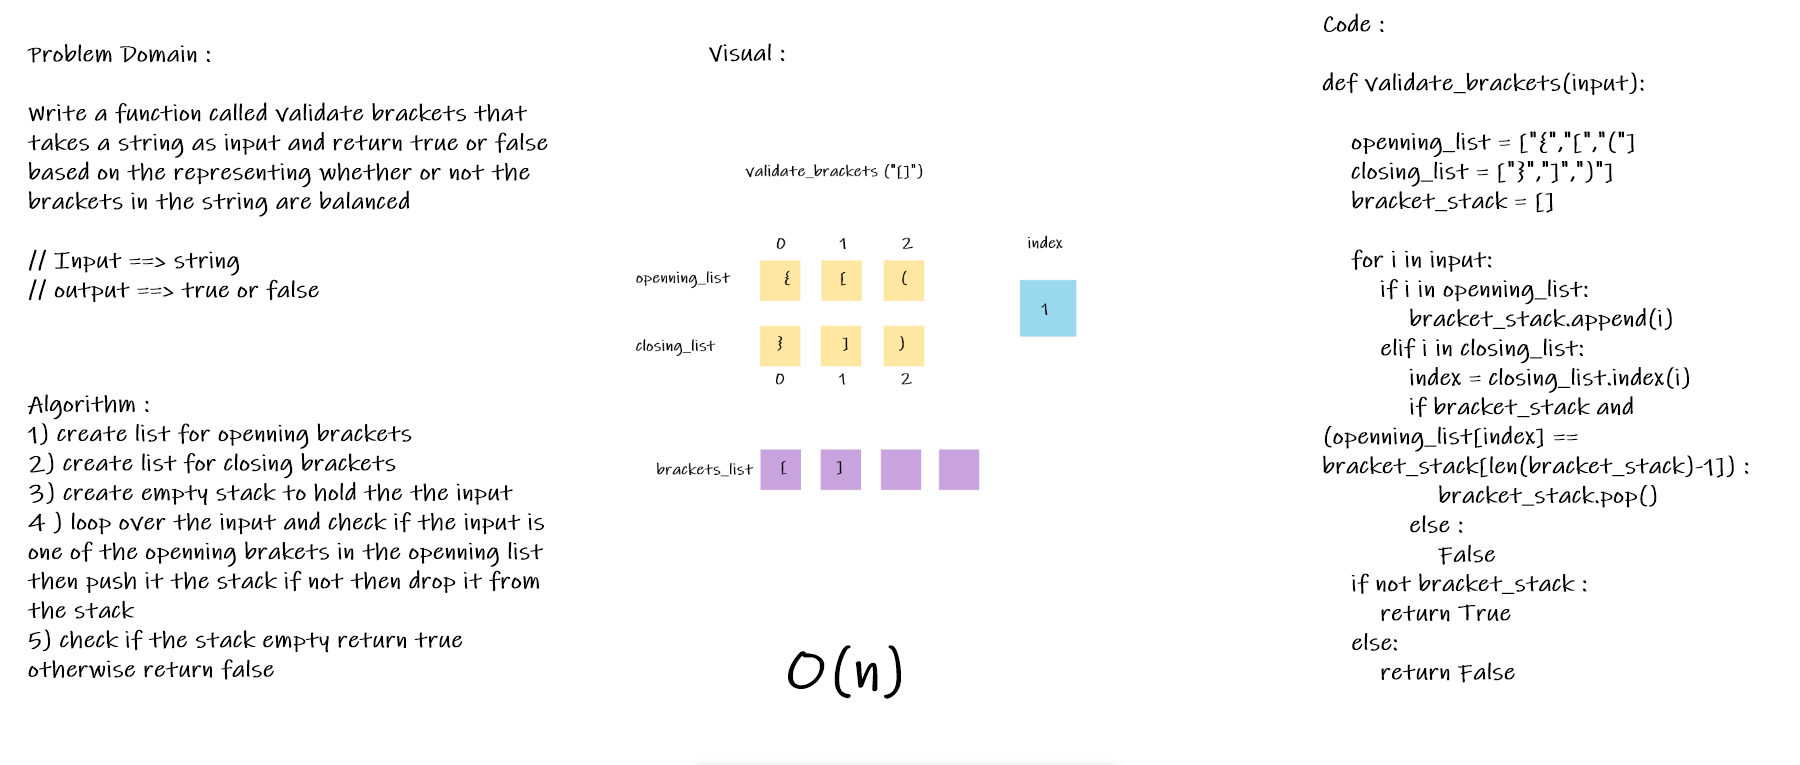 Problem Domain :
Write a function called validate brackets that
takes a string as input and return true or false
based on the representing whether or not the
brackets in the string are balanced
// Input ==> string
// output ==> true or false
Algorithm :
1) create list for openning brackets
2) create list for closing brackets
3) create empty stack to hold the the input
4 ) loop over the input and check if the input is
one of the openning brakets in the openning list
then push it the stack if not then drop it from
the stack
5) check if the stack empty return true
otherwise return false
Visual :
validate_brackets ("[]")
0 1 2
openning_list { [ (
closing_list } ] )
0 1 2
index
1
brackets_list [ ]
O(n)
Code :
def validate_brackets(input):
openning_list = ["{","[","("]
closing_list = ["}","]",")"]
bracket_stack = []
for i in input:
if i in openning_list:
bracket_stack.append(i)
elif i in closing_list:
index = closing_list.index(i)
if bracket_stack and
(openning_list[index] ==
bracket_stack[len(bracket_stack)-1]) :
bracket_stack.pop()
else :
False
if not bracket_stack :
return True
else:
return False